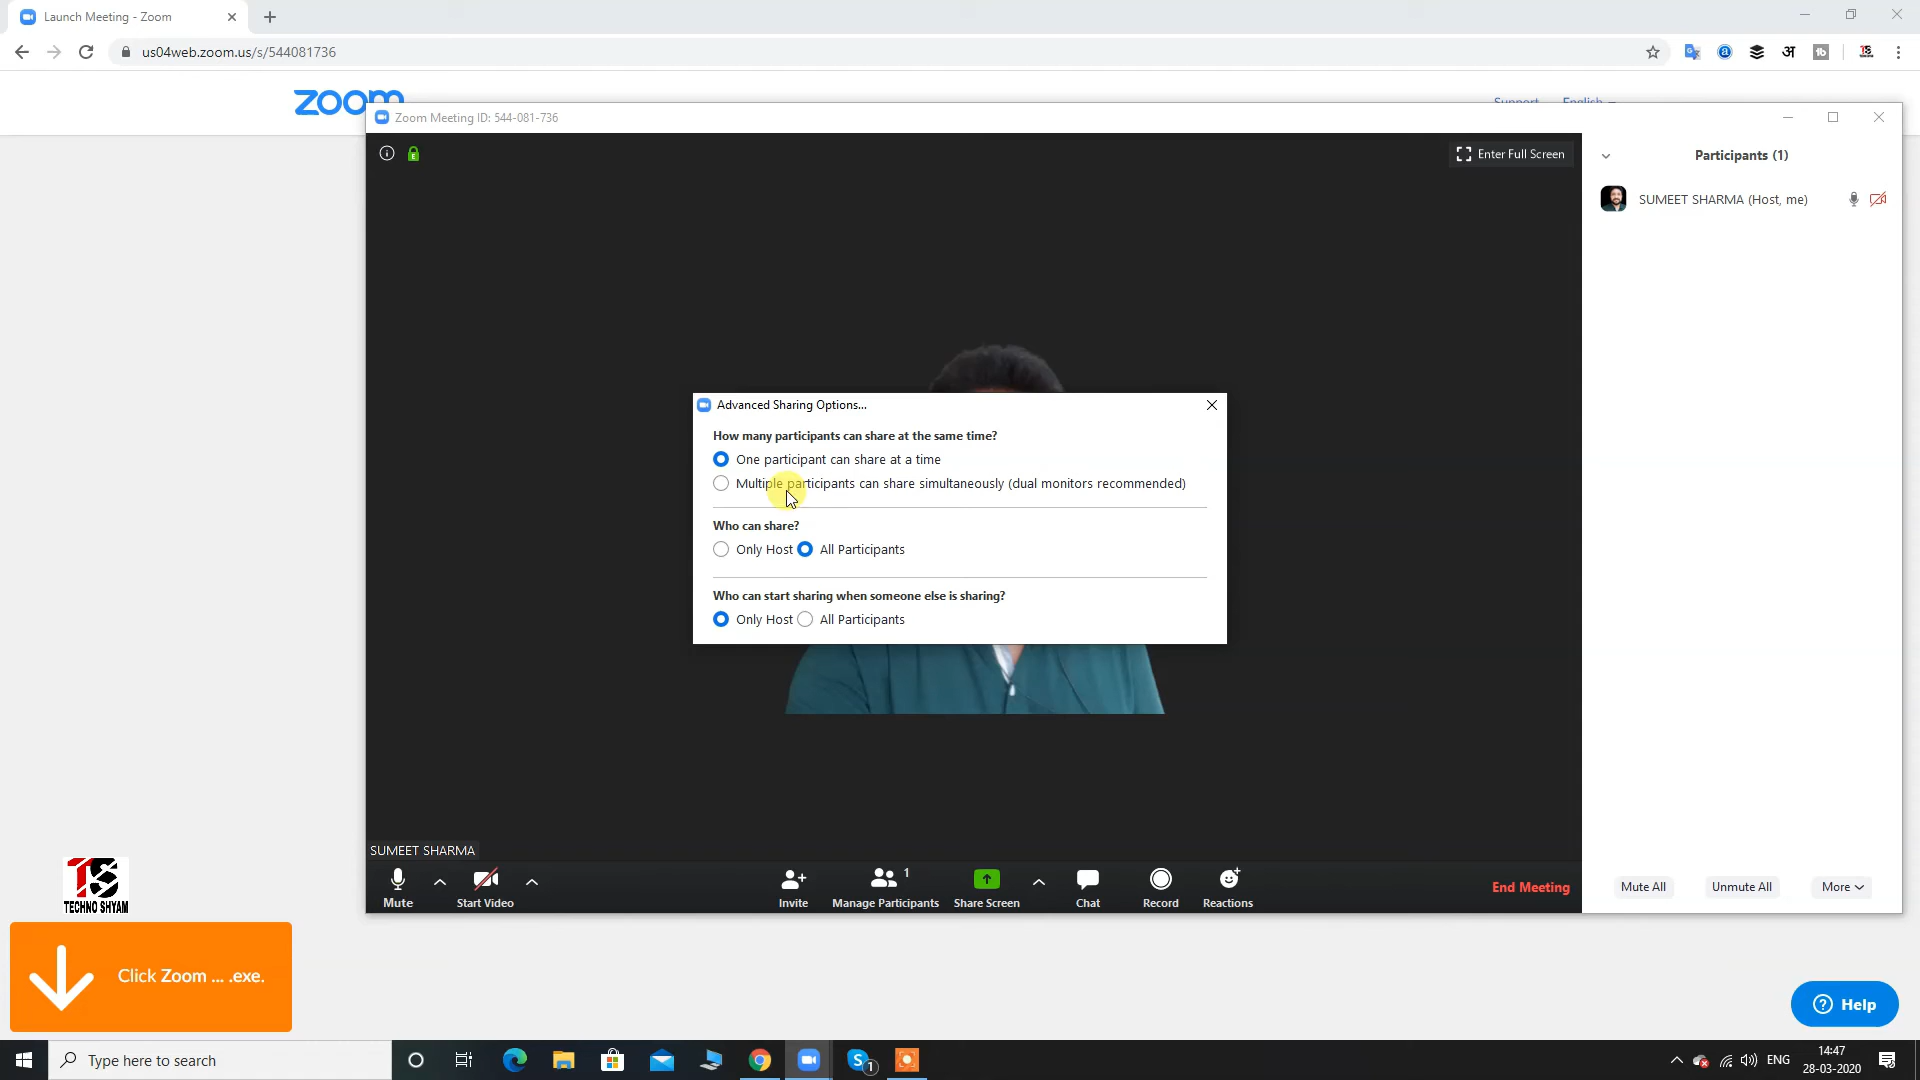 Launch Meeting - Zoom
us04web.zoom.us/s/544081736
zoom
Support English
Zoom Meeting ID: 544-081-736
Enter Full Screen
Participants (1)
SUMEET SHARMA (Host, me)
Advanced Sharing Options...
How many participants can share at the same time?
One participant can share at a time
Multiple participants can share simultaneously (dual monitors recommended)
Who can share?
Only Host All Participants
Who can start sharing when someone else is sharing?
Only Host All Participants
SUMEET SHARMA
1
Mute Start Video Invite Manage Participants Share Screen Chat Record Reactions
End Meeting
Mute All Unmute All More
TS
TECHNO SHYAM
Click Zoom ... .exe.
Help
Type here to search
S 1
ENG
14:47
28-03-2020